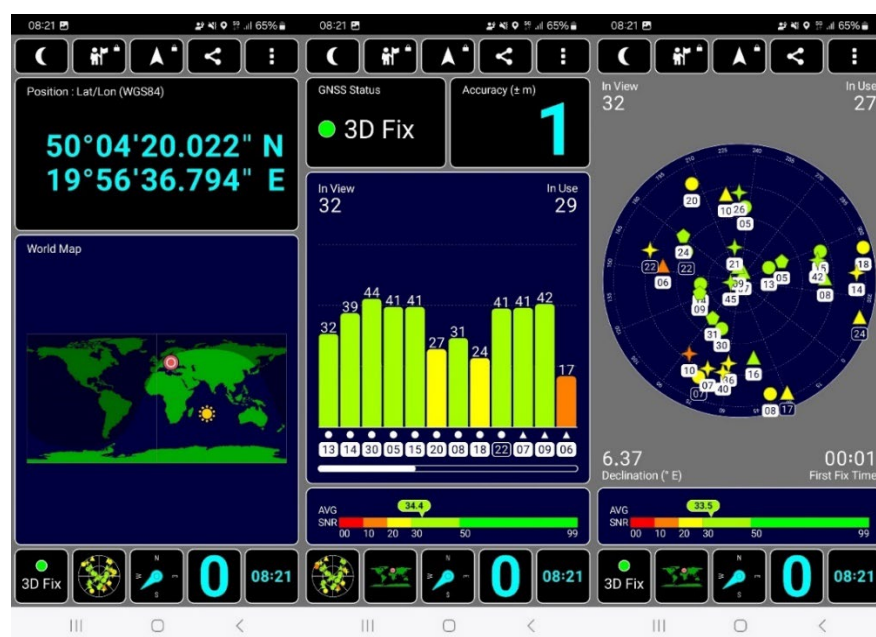 08:21
65%
Position : Lat/Lon (WGS84)
50°04'20.022" N
19°56'36.794" E
World Map
3D Fix
N
S
0
08:21
08:21
65%
GNSS Status
3D Fix
Accuracy (± m)
1
In View
32
In Use
29
32 39 44 41 41 27 31 24 41 41 42 17
13 14 30 05 15 20 08 18 22 07 09 06
34.4
AVG
SNR
00 10 20 30 50 99
N
S
0
08:21
08:21
65%
In View
32
In Use
27
210 225 240
20 10 26
05
24
22 22 21
06 13 05 42 18
08 14
09 45
31
30 24
10 07 40 16
07 08 17
6.37
Declination (° E)
00:01
First Fix Time
33.5
AVG
SNR
00 10 20 30 50 99
3D Fix
N
S
0
08:21